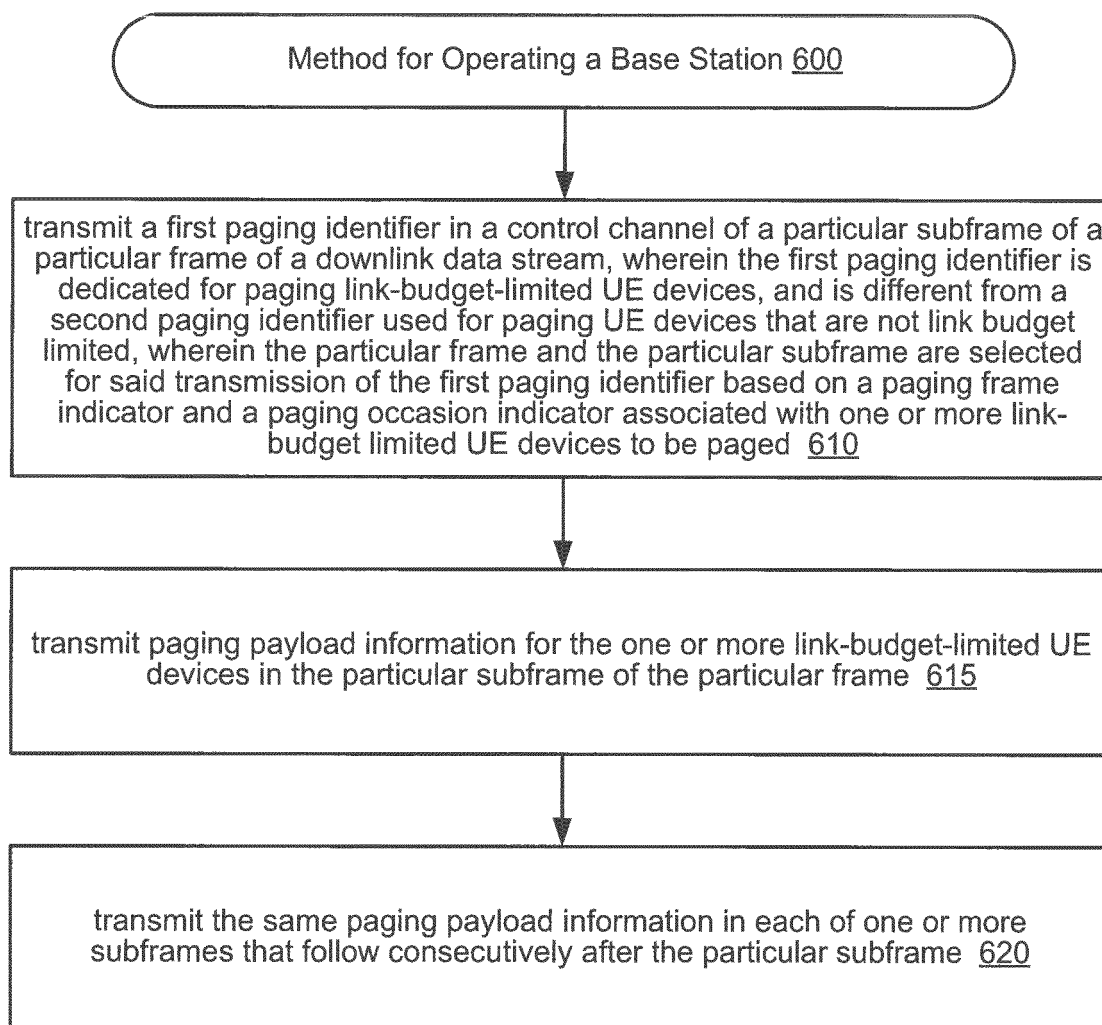 Method for Operating a Base Station 600
transmit a first paging identifier in a control channel of a particular subframe of a
particular frame of a downlink data stream, wherein the first paging identifier is
dedicated for paging link-budget-limited UE devices, and is different from a
second paging identifier used for paging UE devices that are not link budget
limited, wherein the particular frame and the particular subframe are selected
for said transmission of the first paging identifier based on a paging frame
indicator and a paging occasion indicator associated with one or more link-
budget limited UE devices to be paged 610
transmit paging payload information for the one or more link-budget-limited UE
devices in the particular subframe of the particular frame 615
transmit the same paging payload information in each of one or more
subframes that follow consecutively after the particular subframe 620